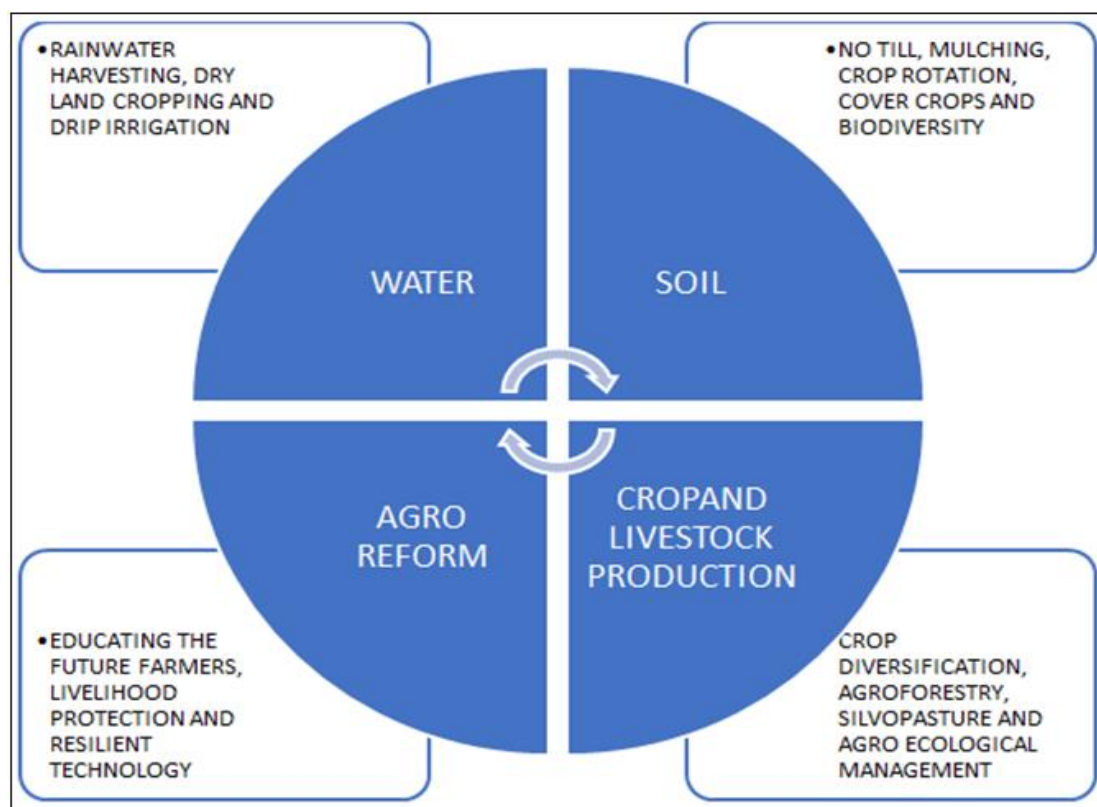 •RAINWATER
HARVESTING, DRY
LAND CROPPING AND
DRIP IRRIGATION
•NO TILL, MULCHING,
CROP ROTATION,
COVER CROPS AND
BIODIVERSITY
WATER
SOIL
AGRO
REFORM
CROPAND
LIVESTOCK
PRODUCTION
•EDUCATING THE
FUTURE FARMERS,
LIVELIHOOD
PROTECTION AND
RESILIENT
TECHNOLOGY
CROP
DIVERSIFICATION,
AGROFORESTRY,
SILVOPASTURE AND
AGRO ECOLOGICAL
MANAGEMENT